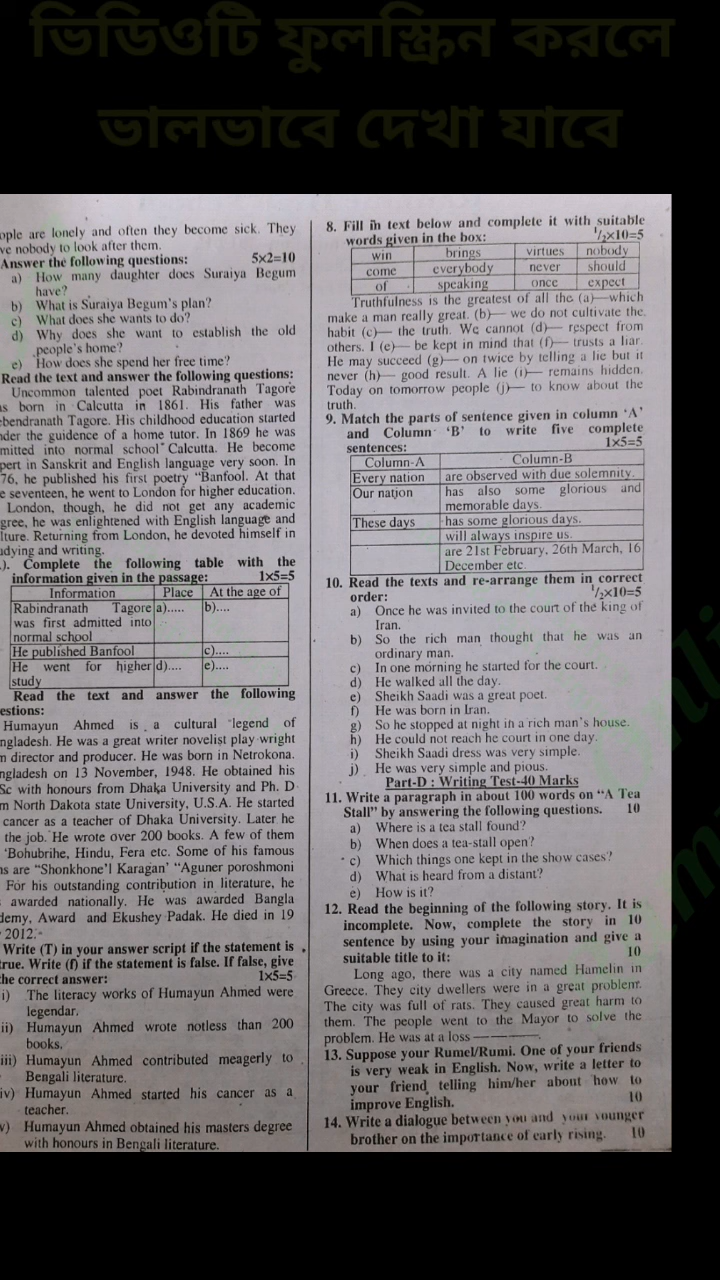 ভিডিওটি ফুলস্ক্রিন করলে
ভালভাবে দেখা যাবে
ople are lonely and often they become sick. They
ve nobody to look after them.
Answer the following questions: 5x2=10
a) How many daughter does Suraiya Begum
have?
b) What is Suraiya Begum's plan?
c) What does she wants to do?
d) Why does she want to establish the old
people's home?
e) How does she spend her free time?
Read the text and answer the following questions:
Uncommon talented poet Rabindranath Tagore
as born in Calcutta in 1861. His father was
ebendranath Tagore. His childhood education started
nder the guidence of a home tutor. In 1869 he was
mitted into normal school Calcutta. He become
pert in Sanskrit and English language very soon. In
76, he published his first poetry "Banfool. At that
e seventeen, he went to London for higher education.
London, though, he did not get any academic
gree, he was enlightened with English language and
lture. Returning from London, he devoted himself in
udying and writing.
.). Complete the following table with the
information given in the passage: 1x5=5
Information Place At the age of
Rabindranath Tagore a)..... b)....
was first admitted into
normal school
He published Banfool c)....
He went for higher d).... e)....
study
Read the text and answer the following
estions:
Humayun Ahmed is a cultural legend of
ngladesh. He was a great writer novelist play wright
m director and producer. He was born in Netrokona.
ngladesh on 13 November, 1948. He obtained his
Sc with honours from Dhaka University and Ph. D
m North Dakota state University, U.S.A. He started
cancer as a teacher of Dhaka University. Later he
the job. He wrote over 200 books. A few of them
'Bohubrihe, Hindu, Fera etc. Some of his famous
ns are "Shonkhone'l Karagan' "Aguner poroshmoni
For his outstanding contribution in literature, he
awarded nationally. He was awarded Bangla
demy, Award and Ekushey Padak. He died in 19
2012.
Write (T) in your answer script if the statement is
true. Write (f) if the statement is false. If false, give
the correct answer: 1x5=5
i) The literacy works of Humayun Ahmed were
legendar.
ii) Humayun Ahmed wrote notless than 200
books.
iii) Humayun Ahmed contributed meagerly to
Bengali literature.
iv) Humayun Ahmed started his cancer as a
teacher.
v) Humayun Ahmed obtained his masters degree
with honours in Bengali literature.
8. Fill in text below and complete it with suitable
words given in the box: 1/2x10=5
win brings virtues nobody
come everybody never should
of speaking once expect
Truthfulness is the greatest of all the (a)— which
make a man really great. (b)— we do not cultivate the
habit (c)— the truth. We cannot (d)— respect from
others. I (e)— be kept in mind that (f)— trusts a liar.
He may succeed (g)— on twice by telling a lie but it
never (h)— good result. A lie (i)— remains hidden.
Today on tomorrow people (j)— to know about the
truth.
9. Match the parts of sentence given in column 'A'
and Column 'B' to write five complete
sentences: 1x5=5
Column-A Column-B
Every nation are observed with due solemnity.
Our nation has also some glorious and
memorable days.
These days has some glorious days.
will always inspire us.
are 21st February, 26th March, 16
December etc.
10. Read the texts and re-arrange them in correct
order: 1/2x10=5
a) Once he was invited to the court of the king of
Iran.
b) So the rich man thought that he was an
ordinary man.
c) In one morning he started for the court.
d) He walked all the day.
e) Sheikh Saadi was a great poet.
f) He was born in Iran.
g) So he stopped at night in a rich man's house.
h) He could not reach he court in one day.
i) Sheikh Saadi dress was very simple.
j) He was very simple and pious.
Part-D : Writing Test-40 Marks
11. Write a paragraph in about 100 words on "A Tea
Stall" by answering the following questions. 10
a) Where is a tea stall found?
b) When does a tea-stall open?
c) Which things one kept in the show cases?
d) What is heard from a distant?
e) How is it?
12. Read the beginning of the following story. It is
incomplete. Now, complete the story in 10
sentence by using your imagination and give a
suitable title to it: 10
Long ago, there was a city named Hamelin in
Greece. They city dwellers were in a great problem.
The city was full of rats. They caused great harm to
them. The people went to the Mayor to solve the
problem. He was at a loss —————.
13. Suppose your Rumel/Rumi. One of your friends
is very weak in English. Now, write a letter to
your friend telling him/her about how to
improve English. 10
14. Write a dialogue between you and your younger
brother on the importance of early rising. 10